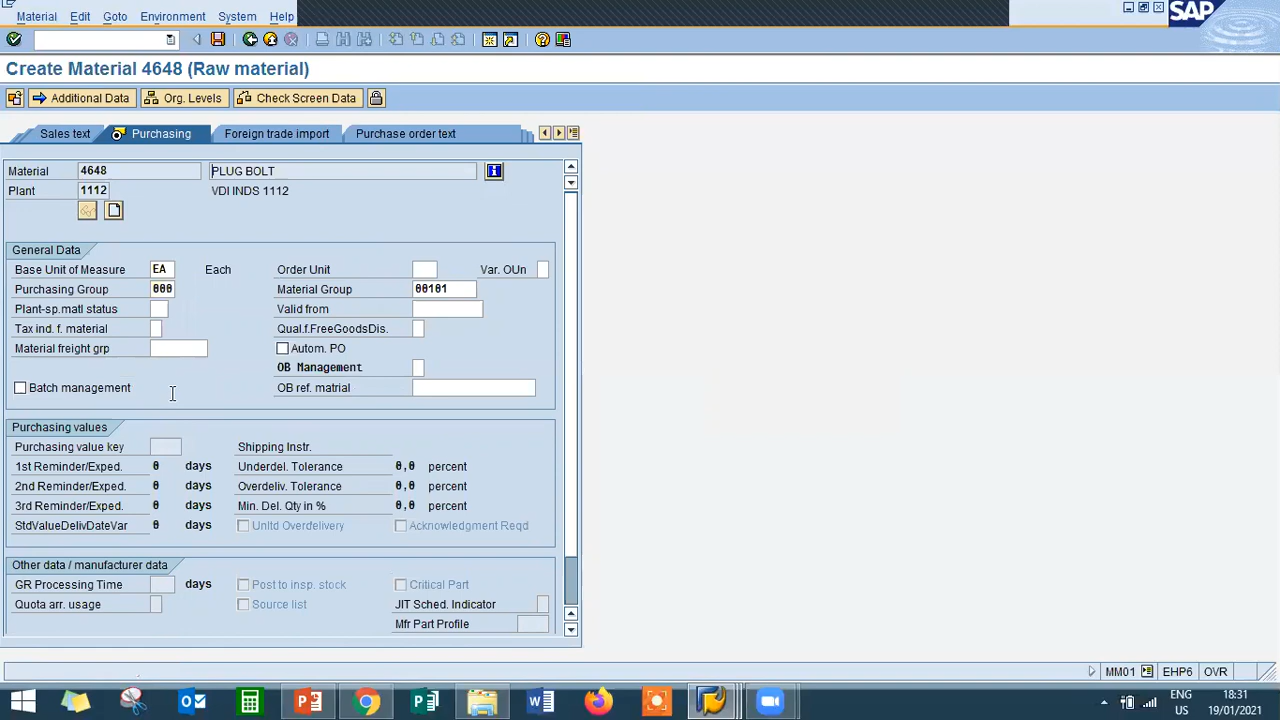 Material Edit Goto Environment System Help
SAP
Create Material 4648 (Raw material)
Additional Data Org. Levels Check Screen Data
Sales text Purchasing Foreign trade import Purchase order text
Material 4648 PLUG BOLT
Plant 1112 VDI INDS 1112
General Data
Base Unit of Measure EA Each Order Unit Var. OUn
Purchasing Group 000 Material Group 00101
Plant-sp.matl status Valid from
Tax ind. f. material Qual.f.FreeGoodsDis.
Material freight grp Autom. PO
OB Management
Batch management OB ref. matrial
Purchasing values
Purchasing value key Shipping Instr.
1st Reminder/Exped. 0 days Underdel. Tolerance 0,0 percent
2nd Reminder/Exped. 0 days Overdeliv. Tolerance 0,0 percent
3rd Reminder/Exped. 0 days Min. Del. Qty in % 0,0 percent
StdValueDelivDateVar 0 days Unltd Overdelivery Acknowledgment Reqd
Other data / manufacturer data
GR Processing Time days Post to insp. stock Critical Part
Quota arr. usage Source list JIT Sched. Indicator
Mfr Part Profile
MM01 EHP6 OVR
ENG 18:31
US 19/01/2021